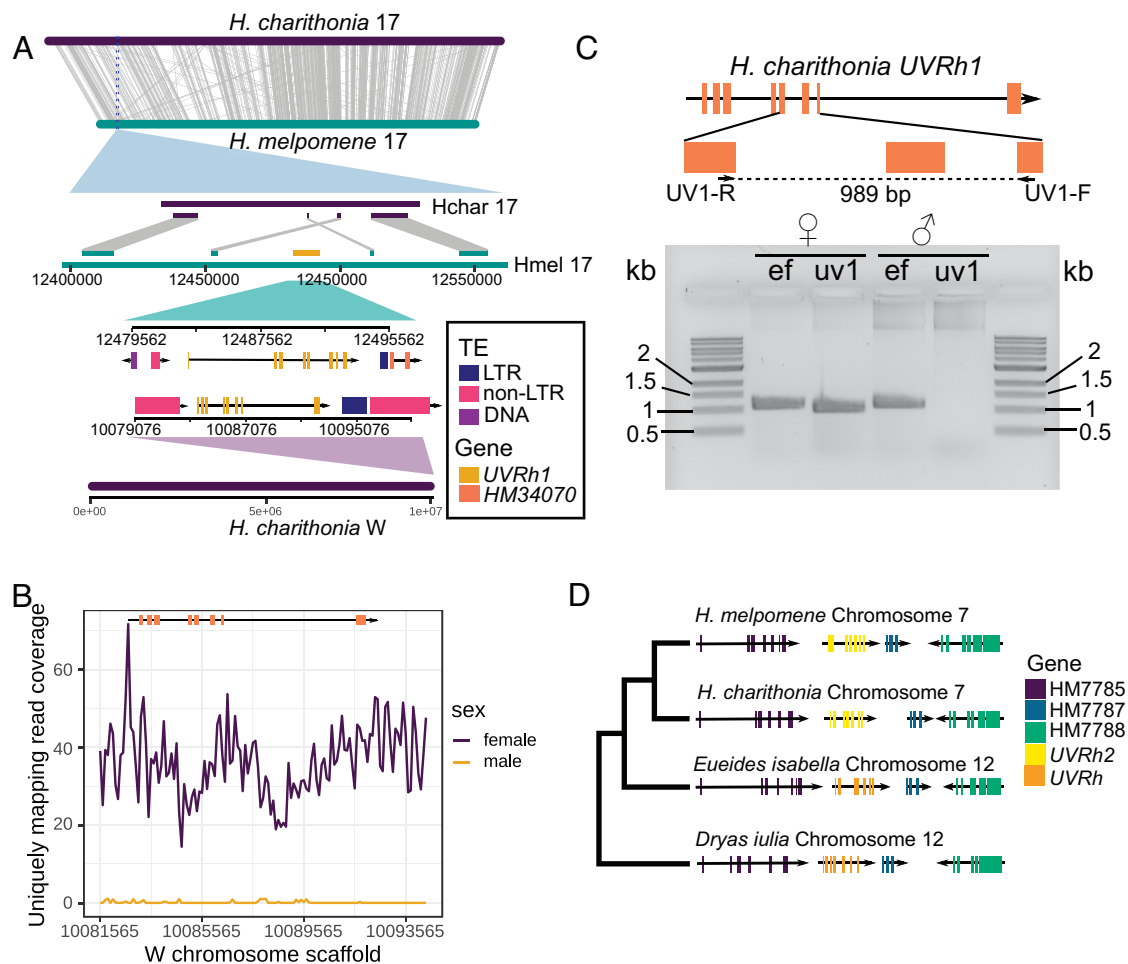 A
H. charithonia 17
H. melpomene 17
Hchar 17
Hmel 17
12400000 12450000 12450000 12550000
12479562 12487562 12495562
10079076 10087076 10095076
0e+00 5e+06 1e+07
H. charithonia W
TE
LTR
non-LTR
DNA
Gene
UVRh1
HM34070
B
Uniquely mapping read coverage
60
40
20
0
10081565 10085565 10089565 10093565
W chromosome scaffold
sex
female
male
C
H. charithonia UVRh1
UV1-R 989 bp UV1-F
♀ ♂
kb ef uv1 ef uv1 kb
2 2
1.5 1.5
1 1
0.5 0.5
D
H. melpomene Chromosome 7
H. charithonia Chromosome 7
Eueides isabella Chromosome 12
Dryas iulia Chromosome 12
Gene
HM7785
HM7787
HM7788
UVRh2
UVRh